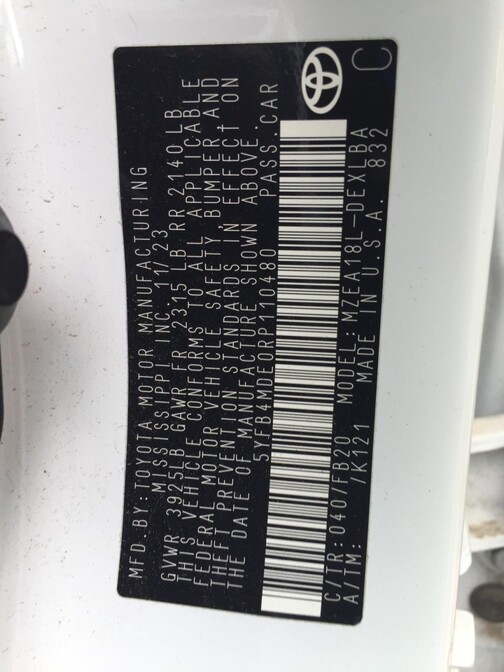 MFD BY: TOYOTA MOTOR MANUFACTURING
MISSISSIPPI INC. 11/23
GVWR 3925LB GAWR FR 2315 LB RR 2140 LB
THIS VEHICLE CONFORMS TO ALL APPLICABLE
FEDERAL MOTOR VEHICLE SAFETY, BUMPER, AND
THEFT PREVENTION STANDARDS IN EFFECT ON
THE DATE OF MANUFACTURE SHOWN ABOVE.
5YFB4MDE0RP110480 PASS. CAR
C/TR: 040/FB20 MODEL: MZEA18L-DEXLBA
A/TM: /K121 MADE IN U.S.A. 832
C